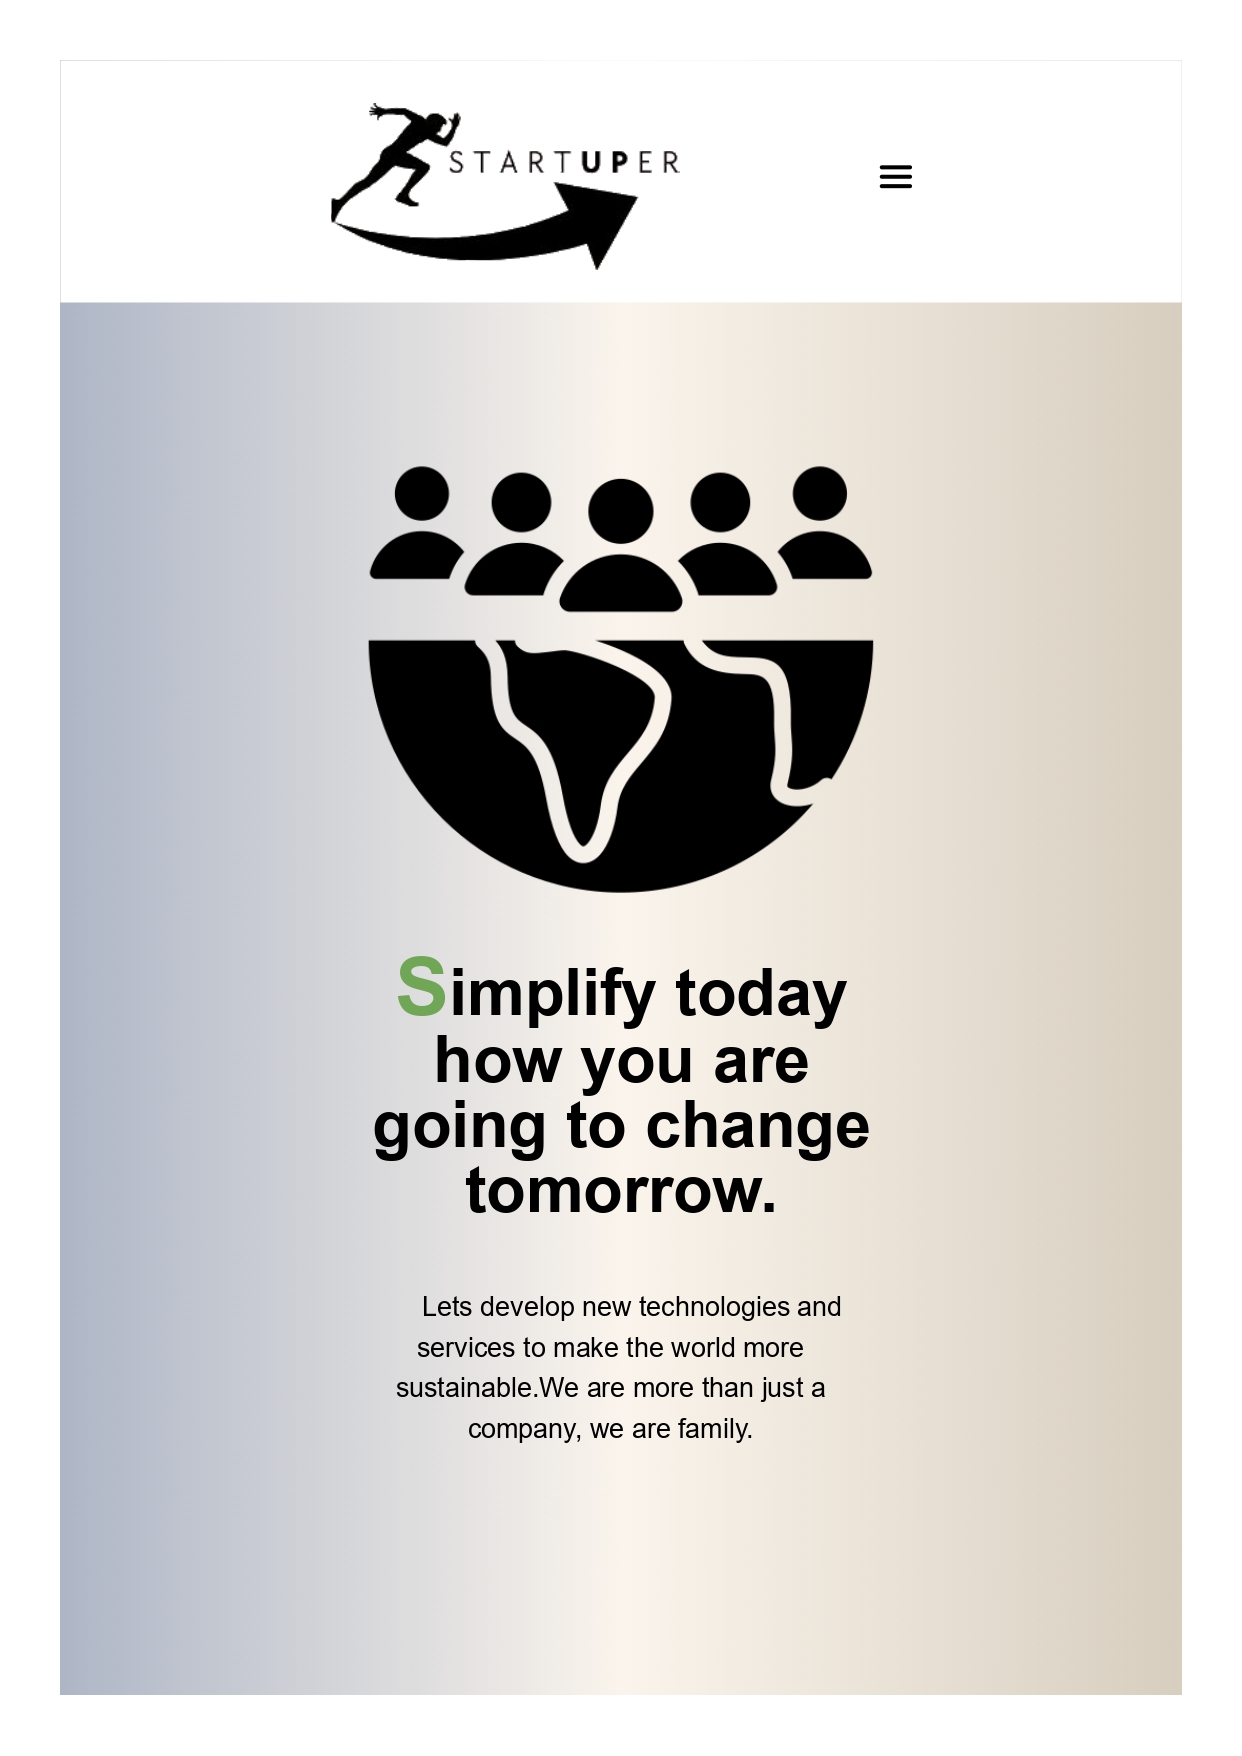 STARTUPER
Simplify today
how you are
going to change
tomorrow.
Lets develop new technologies and
services to make the world more
sustainable.We are more than just a
company, we are family.